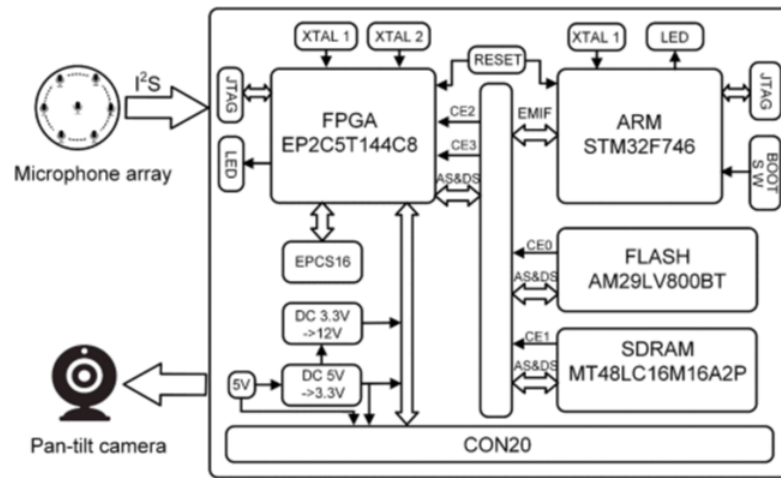 XTAL 1
XTAL 2
XTAL 1
LED
RESET
I²S
JTAG
FPGA
EP2C5T144C8
CE2
CE3
AS&DS
EMIF
ARM
STM32F746
JTAG
LED
BOOT
S W
Microphone array
EPCS16
CE0
AS&DS
FLASH
AM29LV800BT
DC 3.3V
->12V
CE1
AS&DS
SDRAM
MT48LC16M16A2P
5V
DC 5V
->3.3V
Pan-tilt camera
CON20